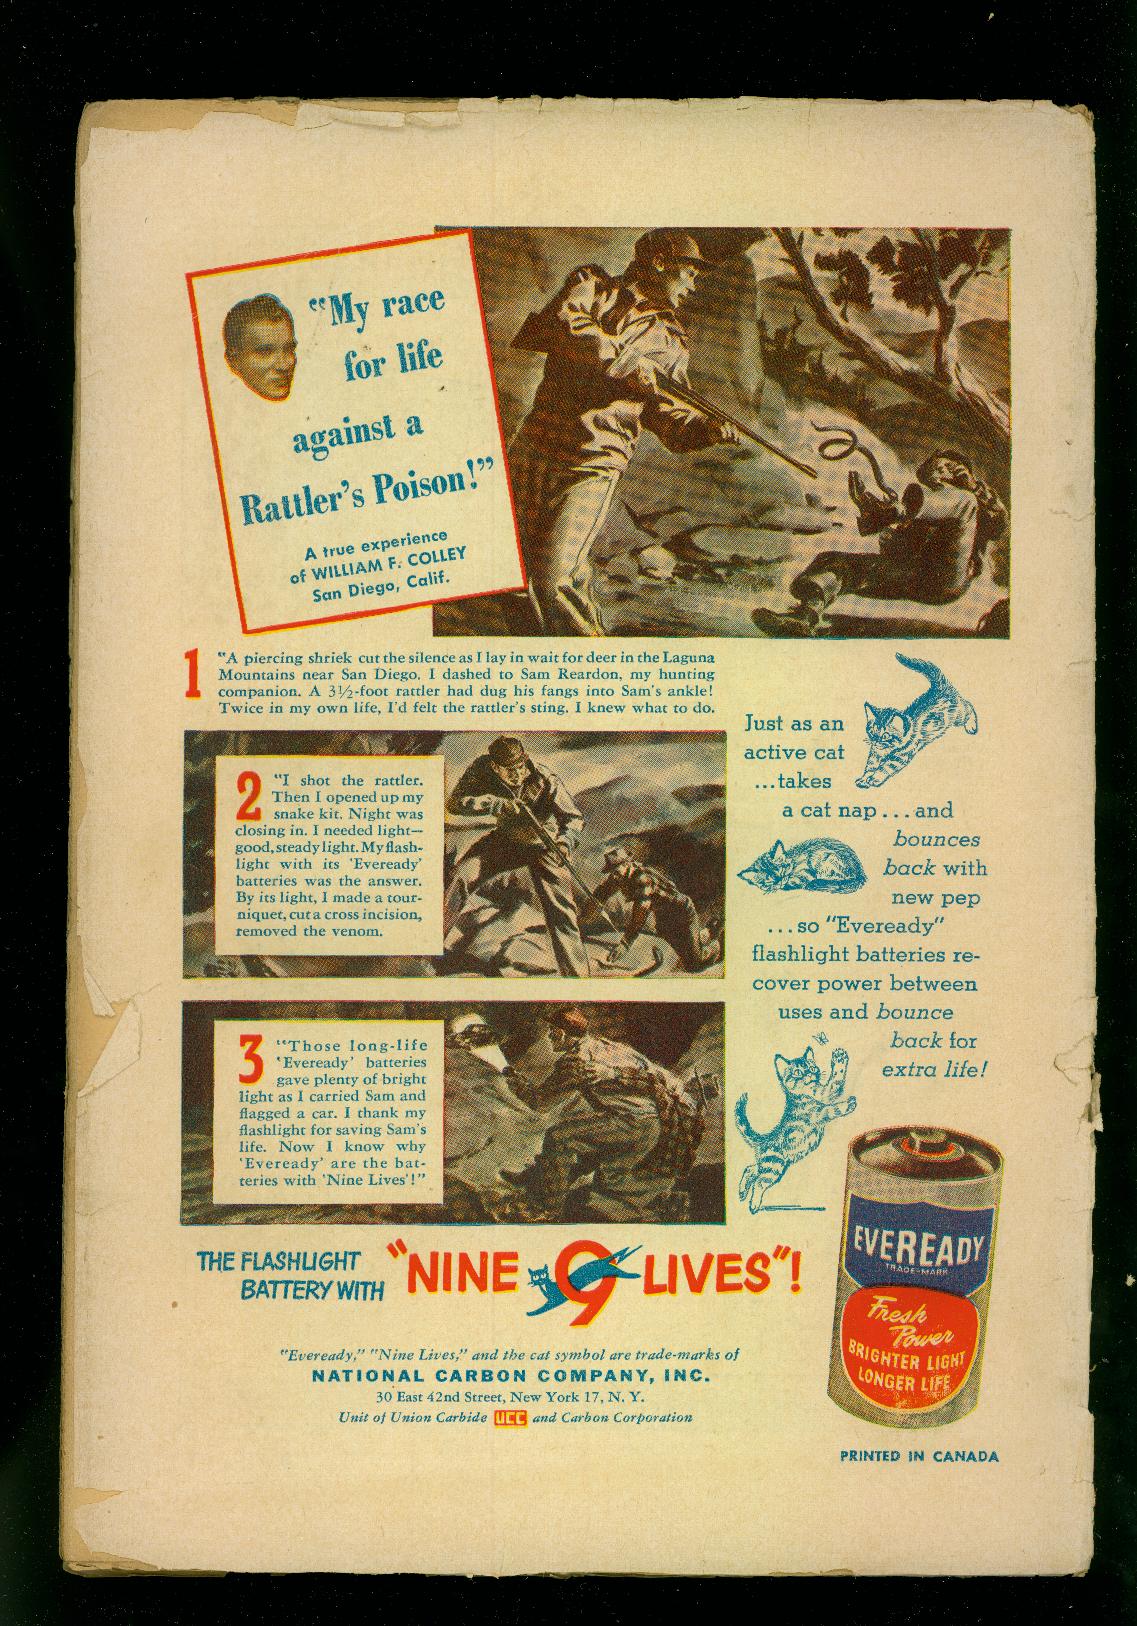 “My race
for life
against a
Rattler's Poison!”
A true experience
of WILLIAM F. COLLEY
San Diego, Calif.
1 “A piercing shriek cut the silence as I lay in wait for deer in the Laguna
Mountains near San Diego. I dashed to Sam Reardon, my hunting
companion. A 3½-foot rattler had dug his fangs into Sam's ankle!
Twice in my own life, I'd felt the rattler's sting. I knew what to do.
2 “I shot the rattler.
Then I opened up my
snake kit. Night was
closing in. I needed light—
good, steady light. My flash-
light with its 'Eveready'
batteries was the answer.
By its light, I made a tour-
niquet, cut a cross incision,
removed the venom.
3 “Those long-life
'Eveready' batteries
gave plenty of bright
light as I carried Sam and
flagged a car. I thank my
flashlight for saving Sam's
life. Now I know why
'Eveready' are the bat-
teries with 'Nine Lives'!”
Just as an
active cat
...takes
a cat nap...and
bounces
back with
new pep
...so “Eveready”
flashlight batteries re-
cover power between
uses and bounce
back for
extra life!
EVEREADY
TRADE-MARK
Fresh
Power
BRIGHTER LIGHT
LONGER LIFE
THE FLASHLIGHT
BATTERY WITH
“NINE 9 LIVES”!
“Eveready,” “Nine Lives,” and the cat symbol are trade-marks of
NATIONAL CARBON COMPANY, INC.
30 East 42nd Street, New York 17, N. Y.
Unit of Union Carbide UCC and Carbon Corporation
PRINTED IN CANADA